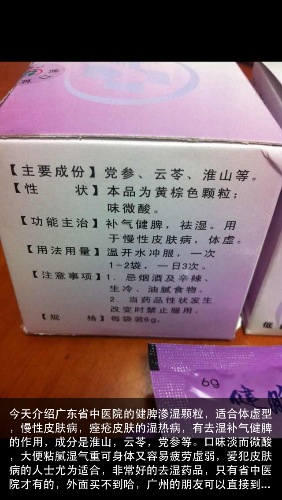 【主要成份】党参、云苓、淮山等。
【性 状】本品为黄棕色颗粒；
味微酸。
【功能主治】补气健脾，祛湿。用
于慢性皮肤病，体虚。
【用法用量】温开水冲服，一次
1~2袋，一日3次。
【注意事项】1．忌烟酒及辛辣、
生冷、油腻食物。
2．当药品性状发生
改变时禁止服用。
【规 格】每袋装6g。
6g
今天介绍广东省中医院的健脾渗湿颗粒，适合体虚型
，慢性皮肤病，痤疮皮肤的湿热病，有去湿补气健脾
的作用，成分是淮山，云苓，党参等。口味淡而微酸
，大便粘腻湿气重可身体又容易疲劳虚弱，爱犯皮肤
病的人士尤为适合，非常好的去湿药品，只有省中医
院才有的，外面买不到哈，广州的朋友可以直接到...